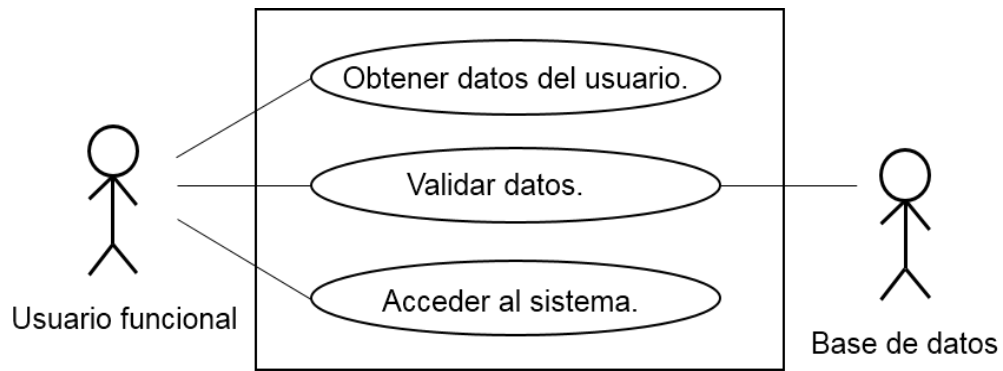 Obtener datos del usuario.
Validar datos.
Acceder al sistema.
Usuario funcional
Base de datos